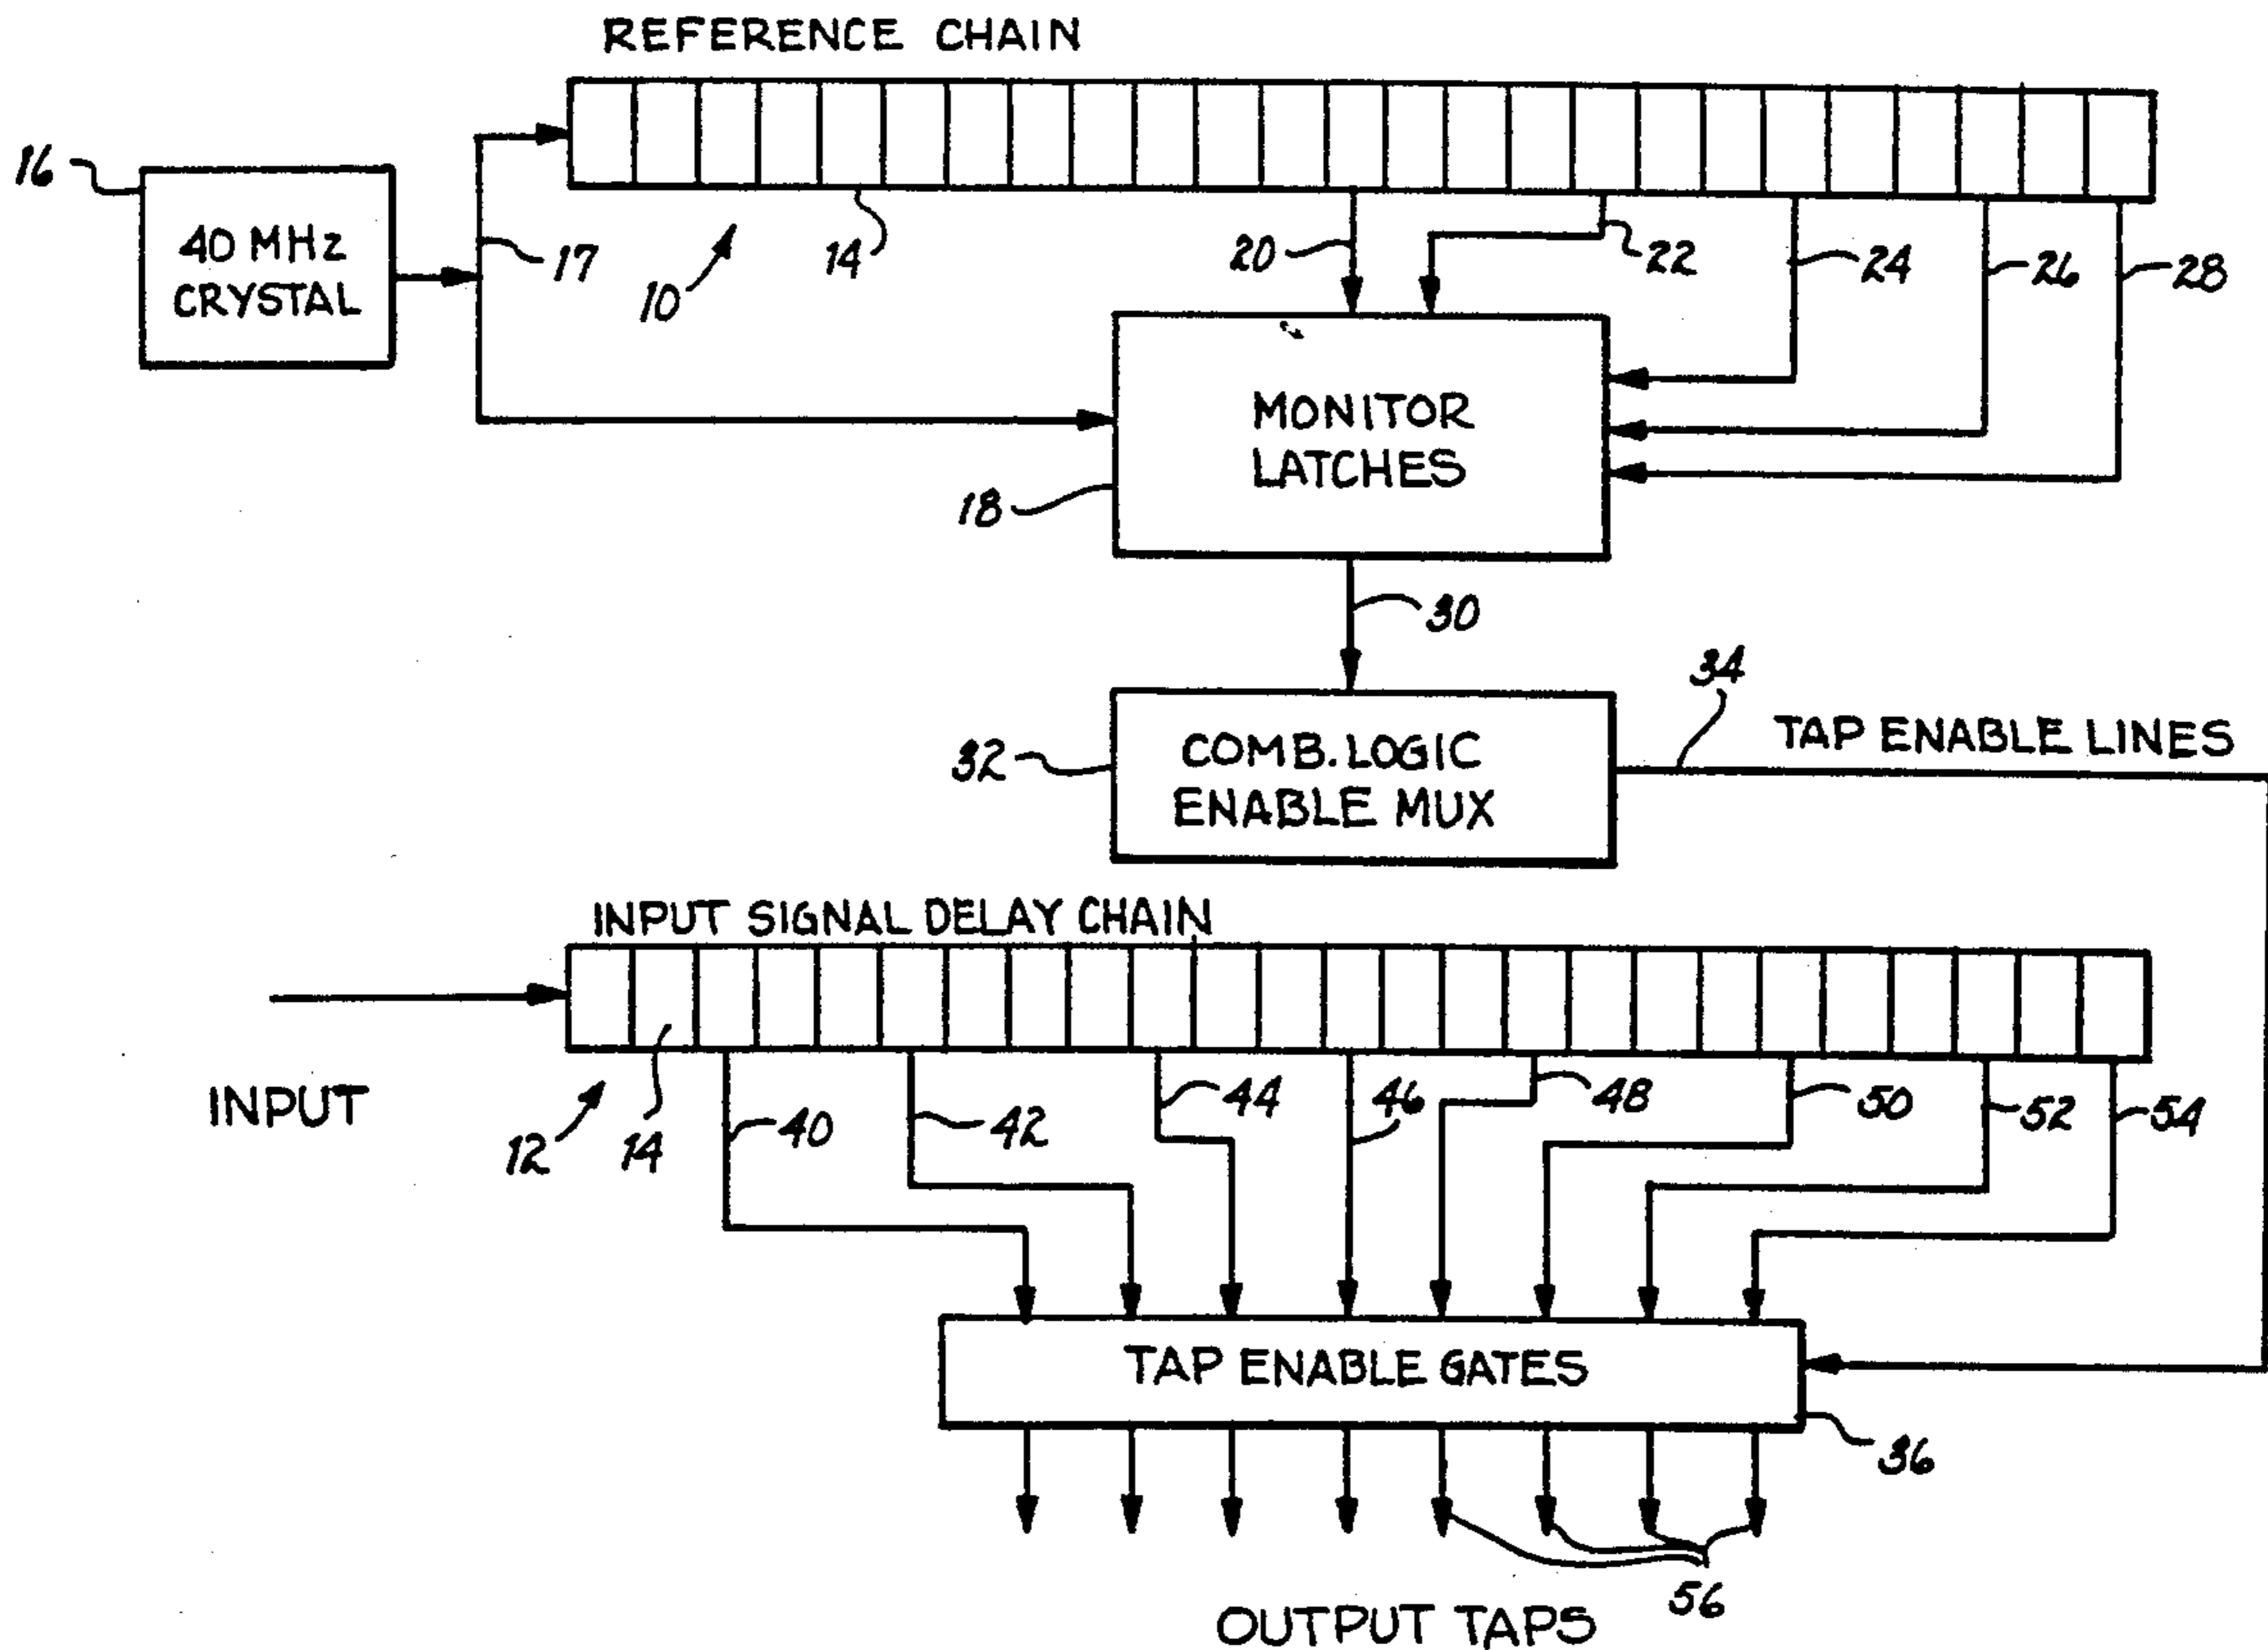 REFERENCE CHAIN
16
40 MHz
CRYSTAL
17
10
14
20
22
24
26
28
MONITOR
LATCHES
18
30
34
TAP ENABLE LINES
32
COMB. LOGIC
ENABLE MUX
INPUT SIGNAL DELAY CHAIN
INPUT
12
14
40
42
44
46
48
50
52
54
TAP ENABLE GATES
36
56
OUTPUT TAPS